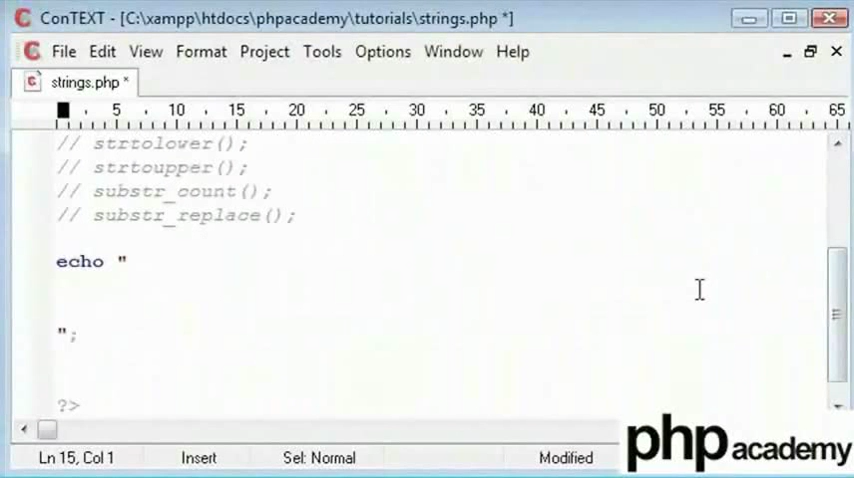 ConTEXT - [C:\xampp\htdocs\phpacademy\tutorials\strings.php *]
File Edit View Format Project Tools Options Window Help
strings.php *
5 10 15 20 25 30 35 40 45 50 55 60 65
// strtolower();
// strtoupper();
// substr_count();
// substr_replace();
echo "
";
?>
Ln 15, Col 1 Insert Sel: Normal Modified
php academy